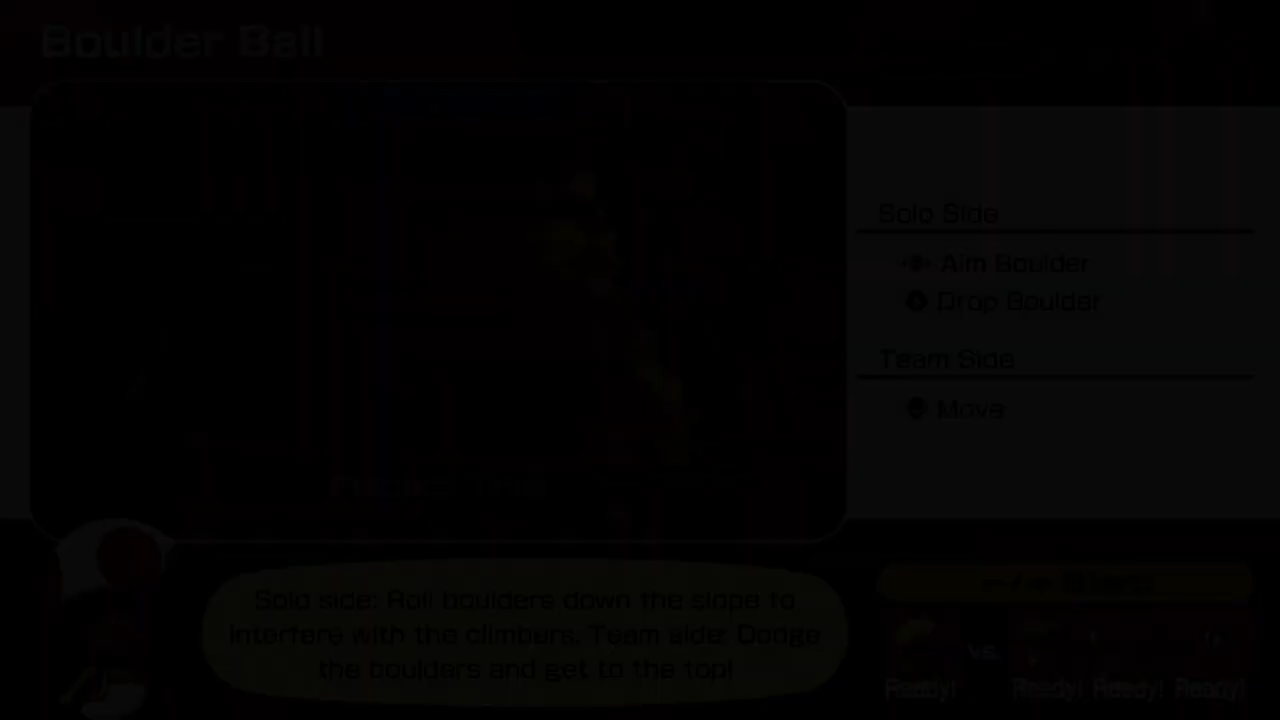 Boulder Ball
Solo Side
Aim Boulder
Drop Boulder
Team Side
Move
Solo side: Roll boulders down the slope to
interfere with the climbers. Team side: Dodge
the boulders and get to the top!
vs.
Ready! Ready! Ready! Ready!